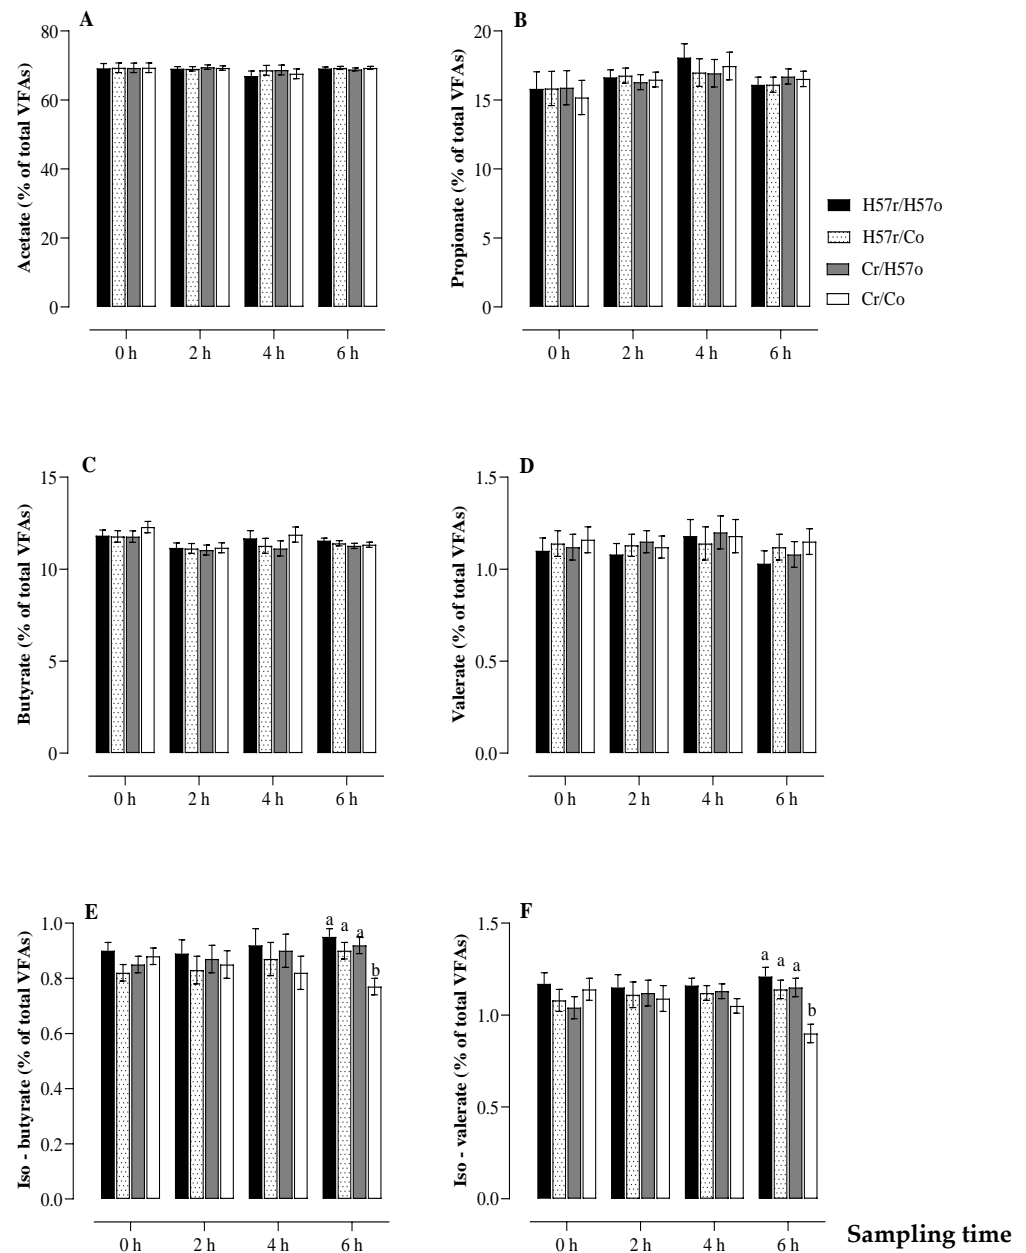 A
Acetate (% of total VFAs)
80
60
40
20
0
0 h 2 h 4 h 6 h
B
Propionate (% of total VFAs)
20
15
10
5
0
0 h 2 h 4 h 6 h
H57r/H57o
H57r/Co
Cr/H57o
Cr/Co
C
Butyrate (% of total VFAs)
15
10
5
0
0 h 2 h 4 h 6 h
D
Valerate (% of total VFAs)
1.5
1.0
0.5
0.0
0 h 2 h 4 h 6 h
E
Iso - butyrate (% of total VFAs)
1.0
0.8
0.6
0.4
0.2
0.0
a a a
b
0 h 2 h 4 h 6 h
F
Iso - valerate (% of total VFAs)
1.5
1.0
0.5
0.0
a a a
b
0 h 2 h 4 h 6 h
Sampling time